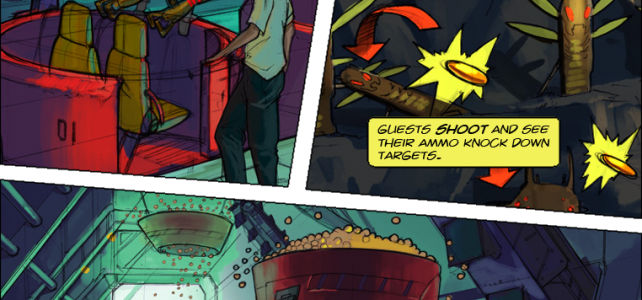 01
GUESTS SHOOT AND SEE
THEIR AMMO KNOCK DOWN
TARGETS.